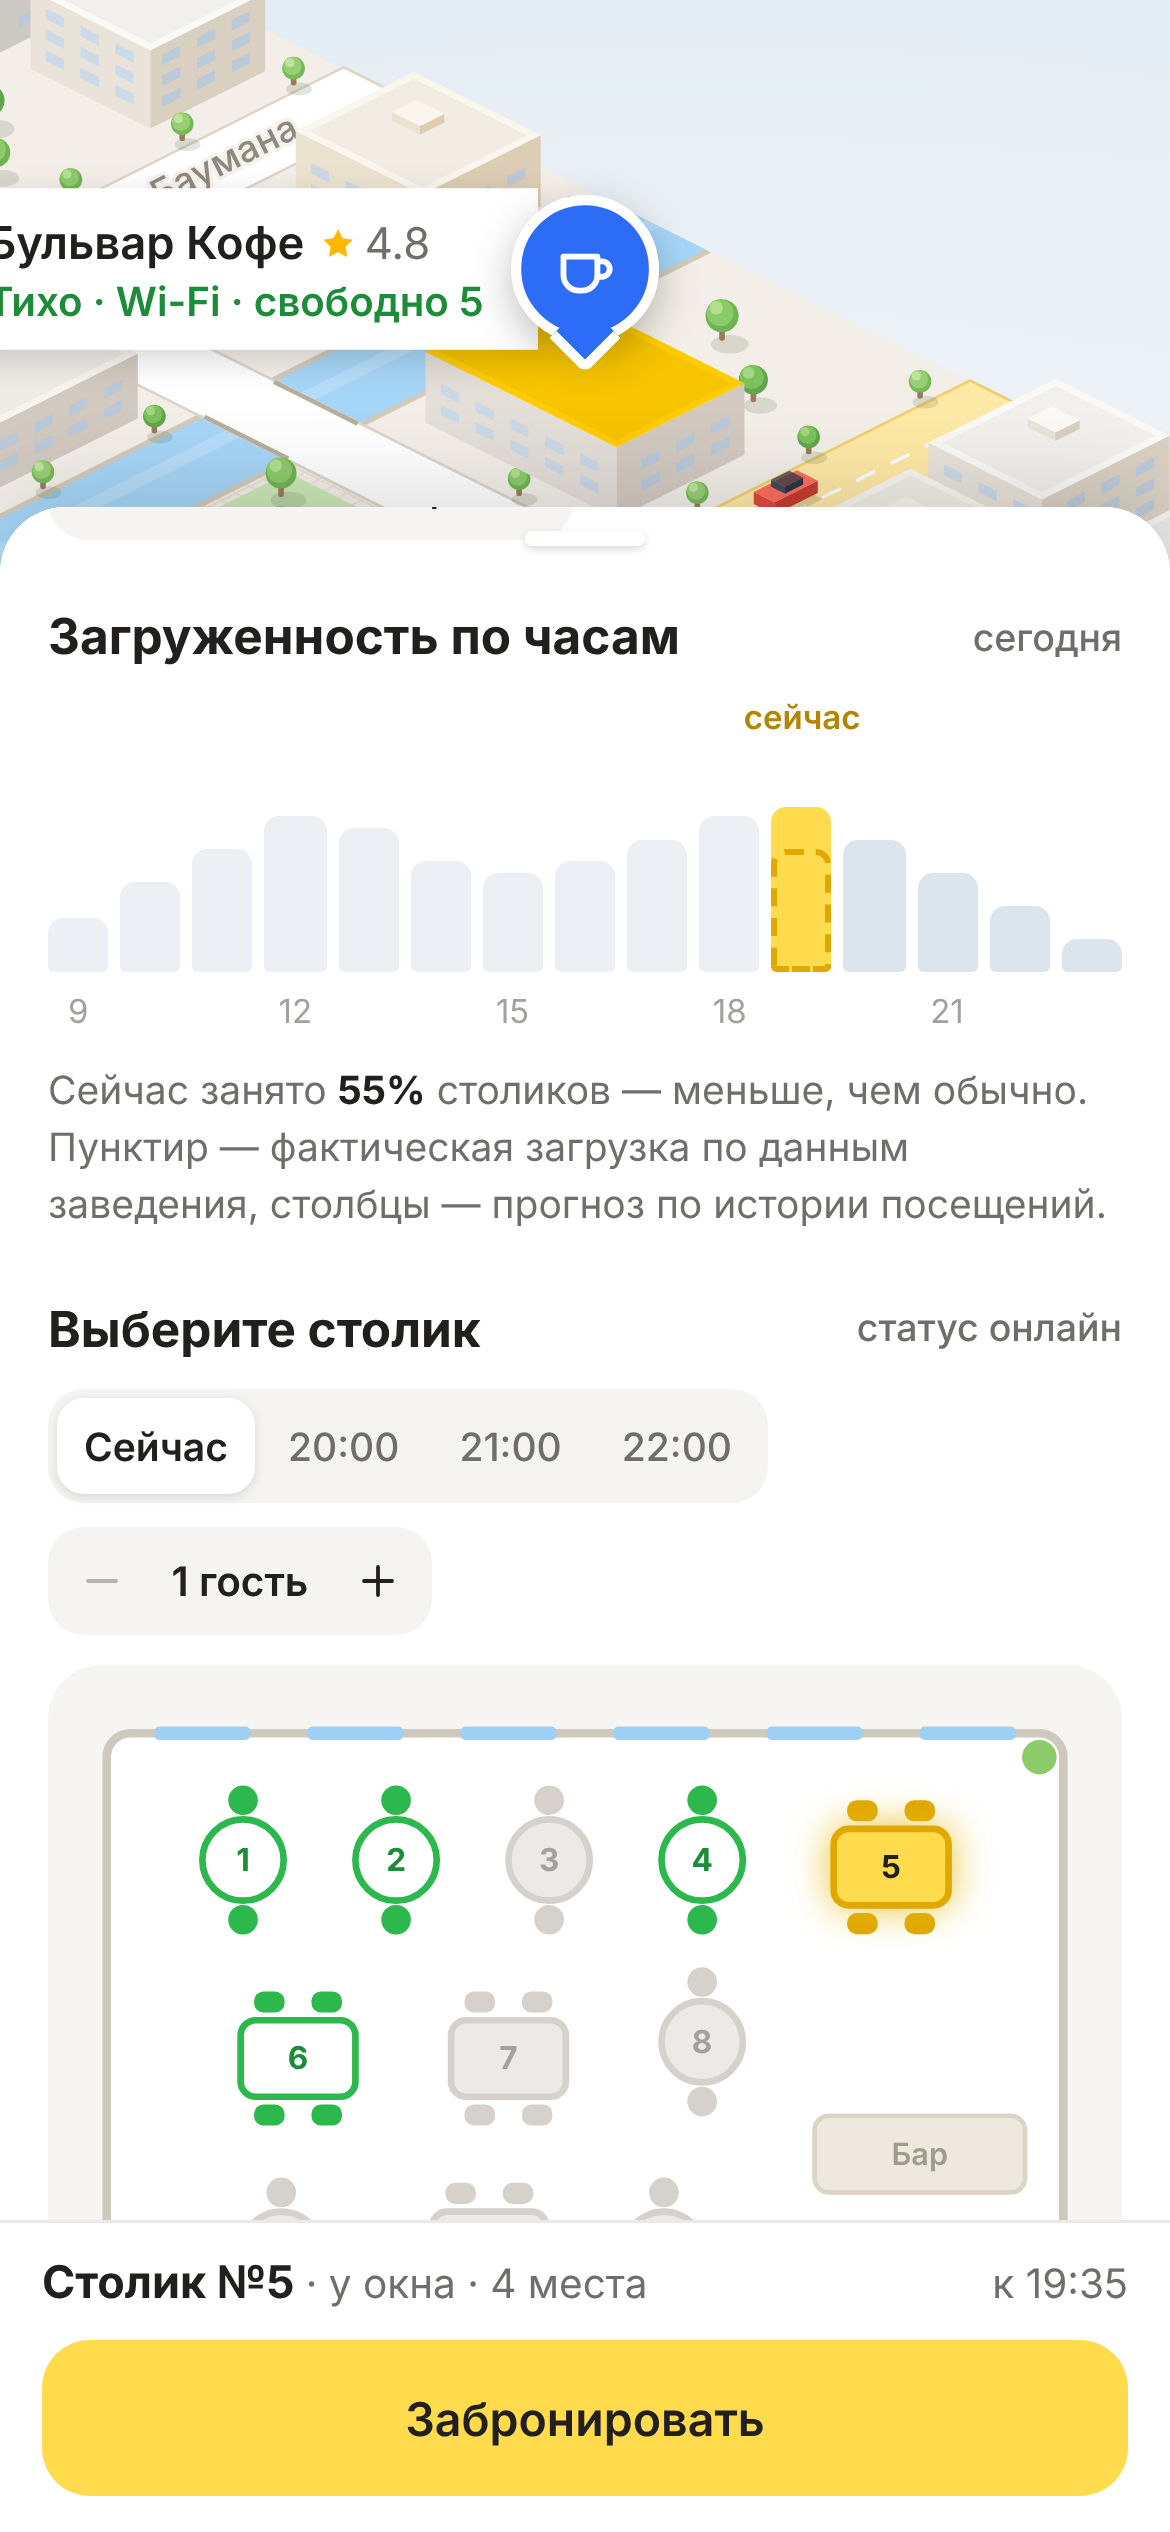 Баумана
Бульвар Кофе 4.8
Тихо · Wi-Fi · свободно 5
Загруженность по часам
сегодня
сейчас
9 12 15 18 21
Сейчас занято 55% столиков — меньше, чем обычно.
Пунктир — фактическая загрузка по данным
заведения, столбцы — прогноз по истории посещений.
Выберите столик
статус онлайн
Сейчас 20:00 21:00 22:00
1 гость
1 2 3 4 5
6 7 8
Бар
Столик №5 · у окна · 4 места
к 19:35
Забронировать